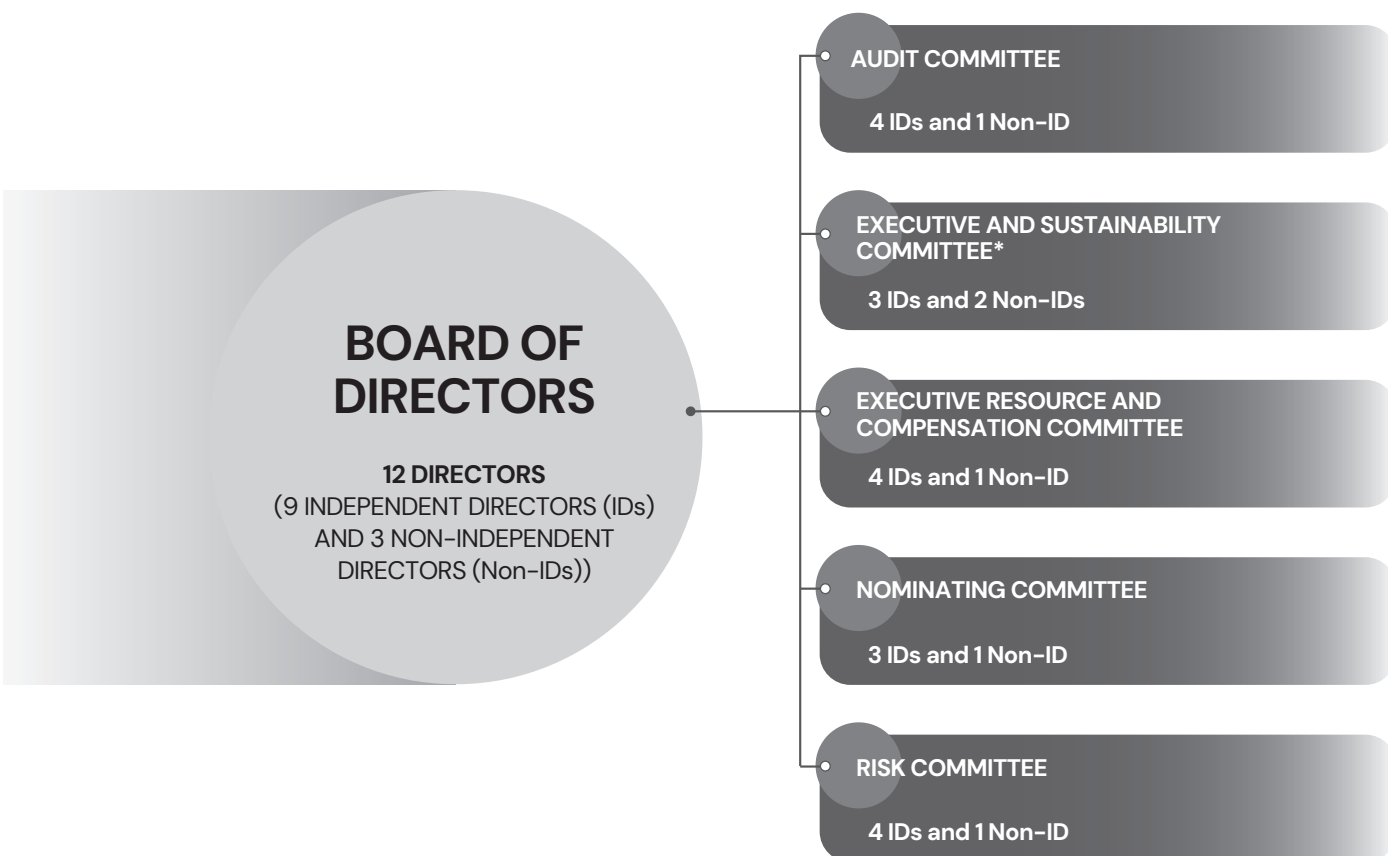 BOARD OF
DIRECTORS
12 DIRECTORS
(9 INDEPENDENT DIRECTORS (IDs)
AND 3 NON-INDEPENDENT
DIRECTORS (Non-IDs))
AUDIT COMMITTEE
4 IDs and 1 Non-ID
EXECUTIVE AND SUSTAINABILITY
COMMITTEE*
3 IDs and 2 Non-IDs
EXECUTIVE RESOURCE AND
COMPENSATION COMMITTEE
4 IDs and 1 Non-ID
NOMINATING COMMITTEE
3 IDs and 1 Non-ID
RISK COMMITTEE
4 IDs and 1 Non-ID